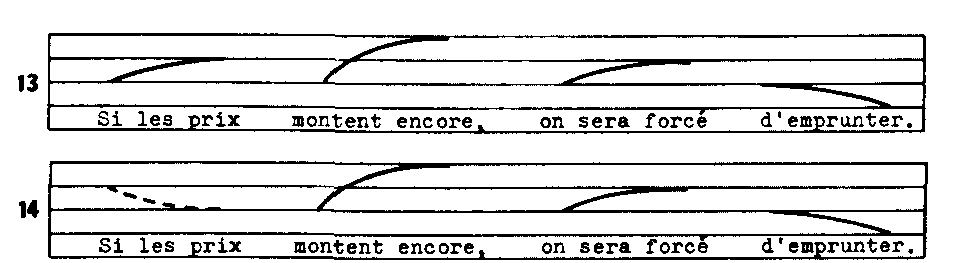 13
Si les prix montent encore, on sera forcé d'emprunter.
14
Si les prix montent encore, on sera forcé d'emprunter.